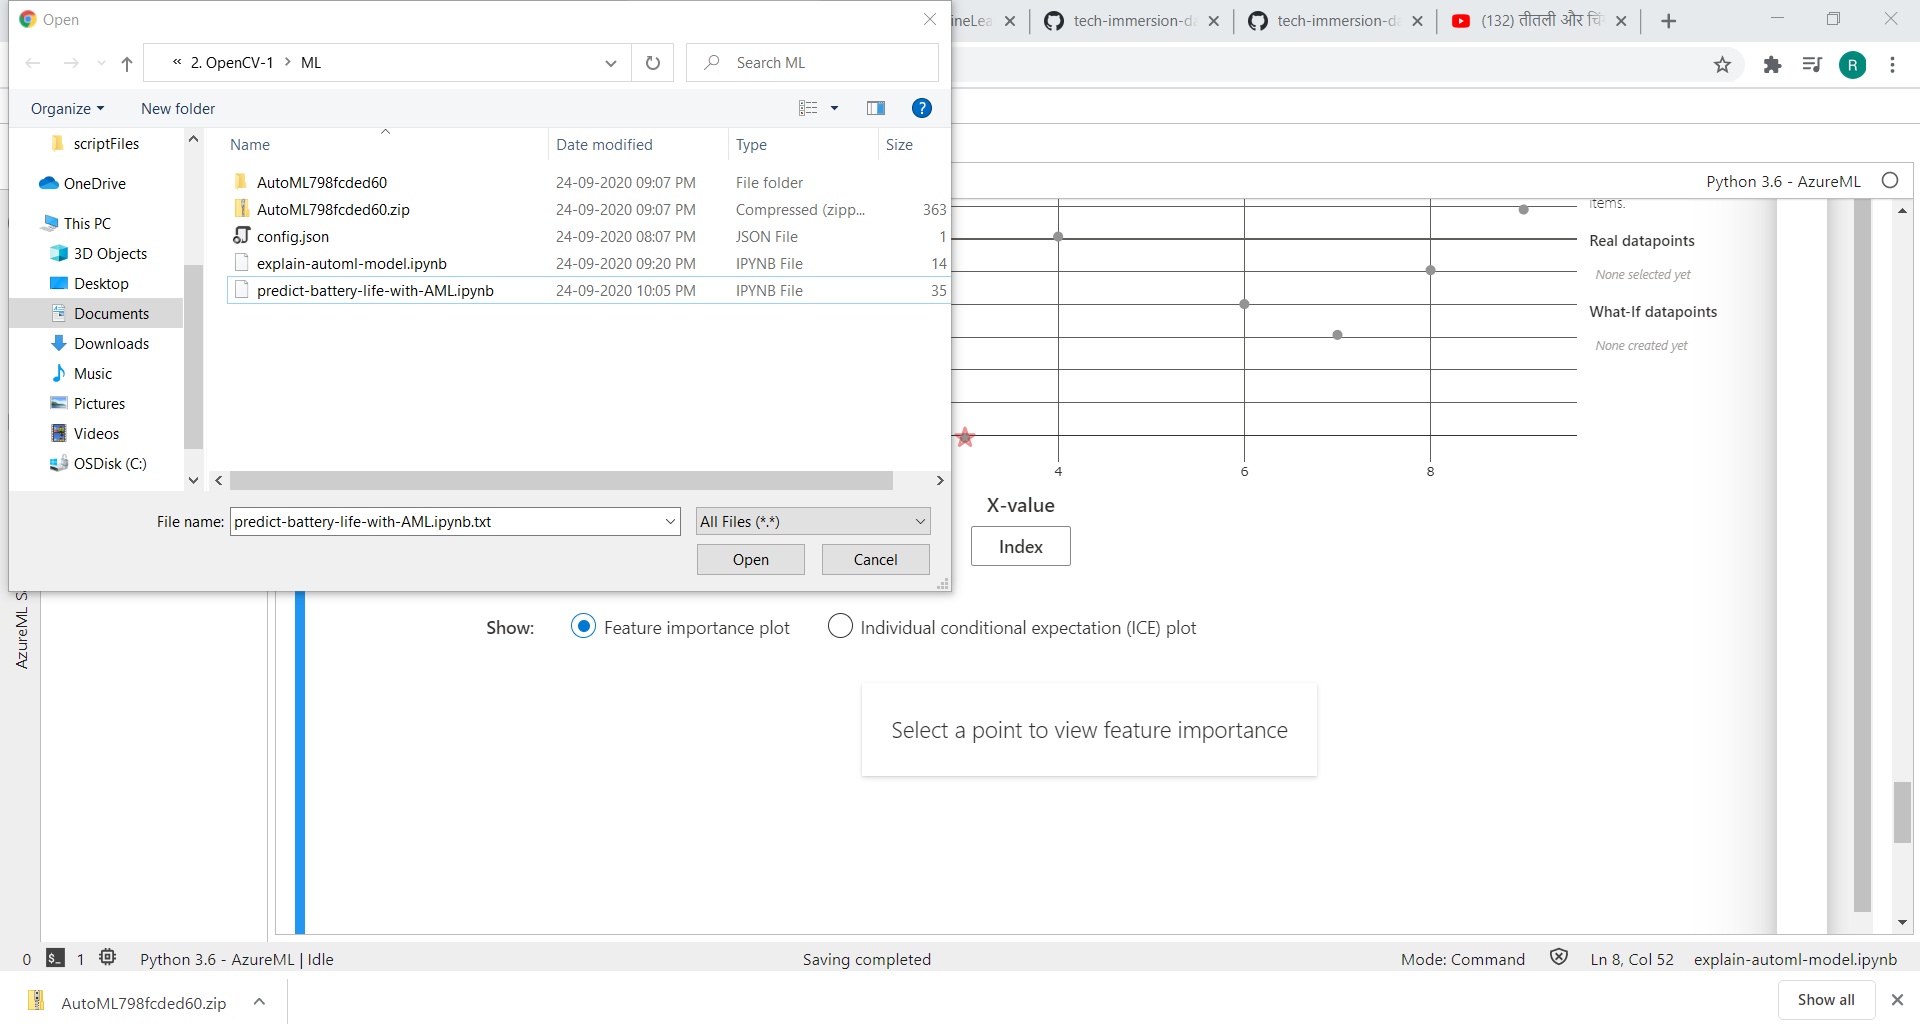 Open
ineLea
tech-immersion-da
tech-immersion-da
(132) तीतली और चिं
« 2. OpenCV-1 > ML
Search ML
R
Organize
New folder
?
scriptFiles
OneDrive
This PC
3D Objects
Desktop
Documents
Downloads
Music
Pictures
Videos
OSDisk (C:)
Name Date modified Type Size
AutoML798fcded60 24-09-2020 09:07 PM File folder
AutoML798fcded60.zip 24-09-2020 09:07 PM Compressed (zipp... 363
config.json 24-09-2020 08:07 PM JSON File 1
explain-automl-model.ipynb 24-09-2020 09:20 PM IPYNB File 14
predict-battery-life-with-AML.ipynb 24-09-2020 10:05 PM IPYNB File 35
File name: predict-battery-life-with-AML.ipynb.txt
All Files (*.*)
Open
Cancel
Python 3.6 - AzureML
items.
Real datapoints
None selected yet
What-If datapoints
None created yet
4 6 8
X-value
Index
AzureML S
Show: Feature importance plot Individual conditional expectation (ICE) plot
Select a point to view feature importance
0 $_ 1 Python 3.6 - AzureML | Idle Saving completed Mode: Command Ln 8, Col 52 explain-automl-model.ipynb
AutoML798fcded60.zip
Show all